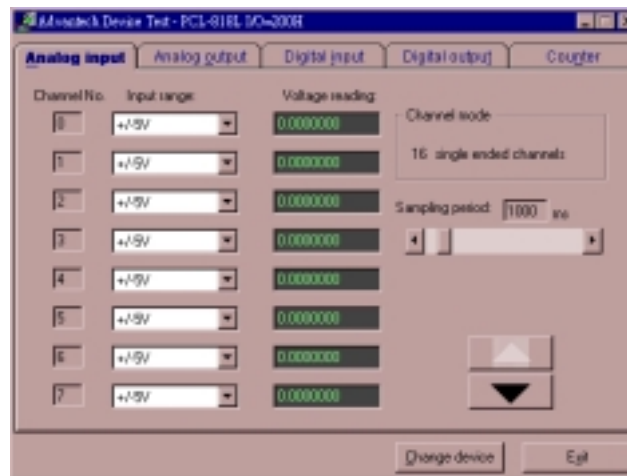 Advantech Device Test - PCL-818L I/O=200H
Analog input Analog output Digital input Digital output Counter
Channel No. Input range: Voltage reading:
0 +/-5V 0.0000000
1 +/-5V 0.0000000
2 +/-5V 0.0000000
3 +/-5V 0.0000000
4 +/-5V 0.0000000
5 +/-5V 0.0000000
6 +/-5V 0.0000000
7 +/-5V 0.0000000
Channel mode
16 single ended channels
Sampling period: 1000 ms
Change device Exit